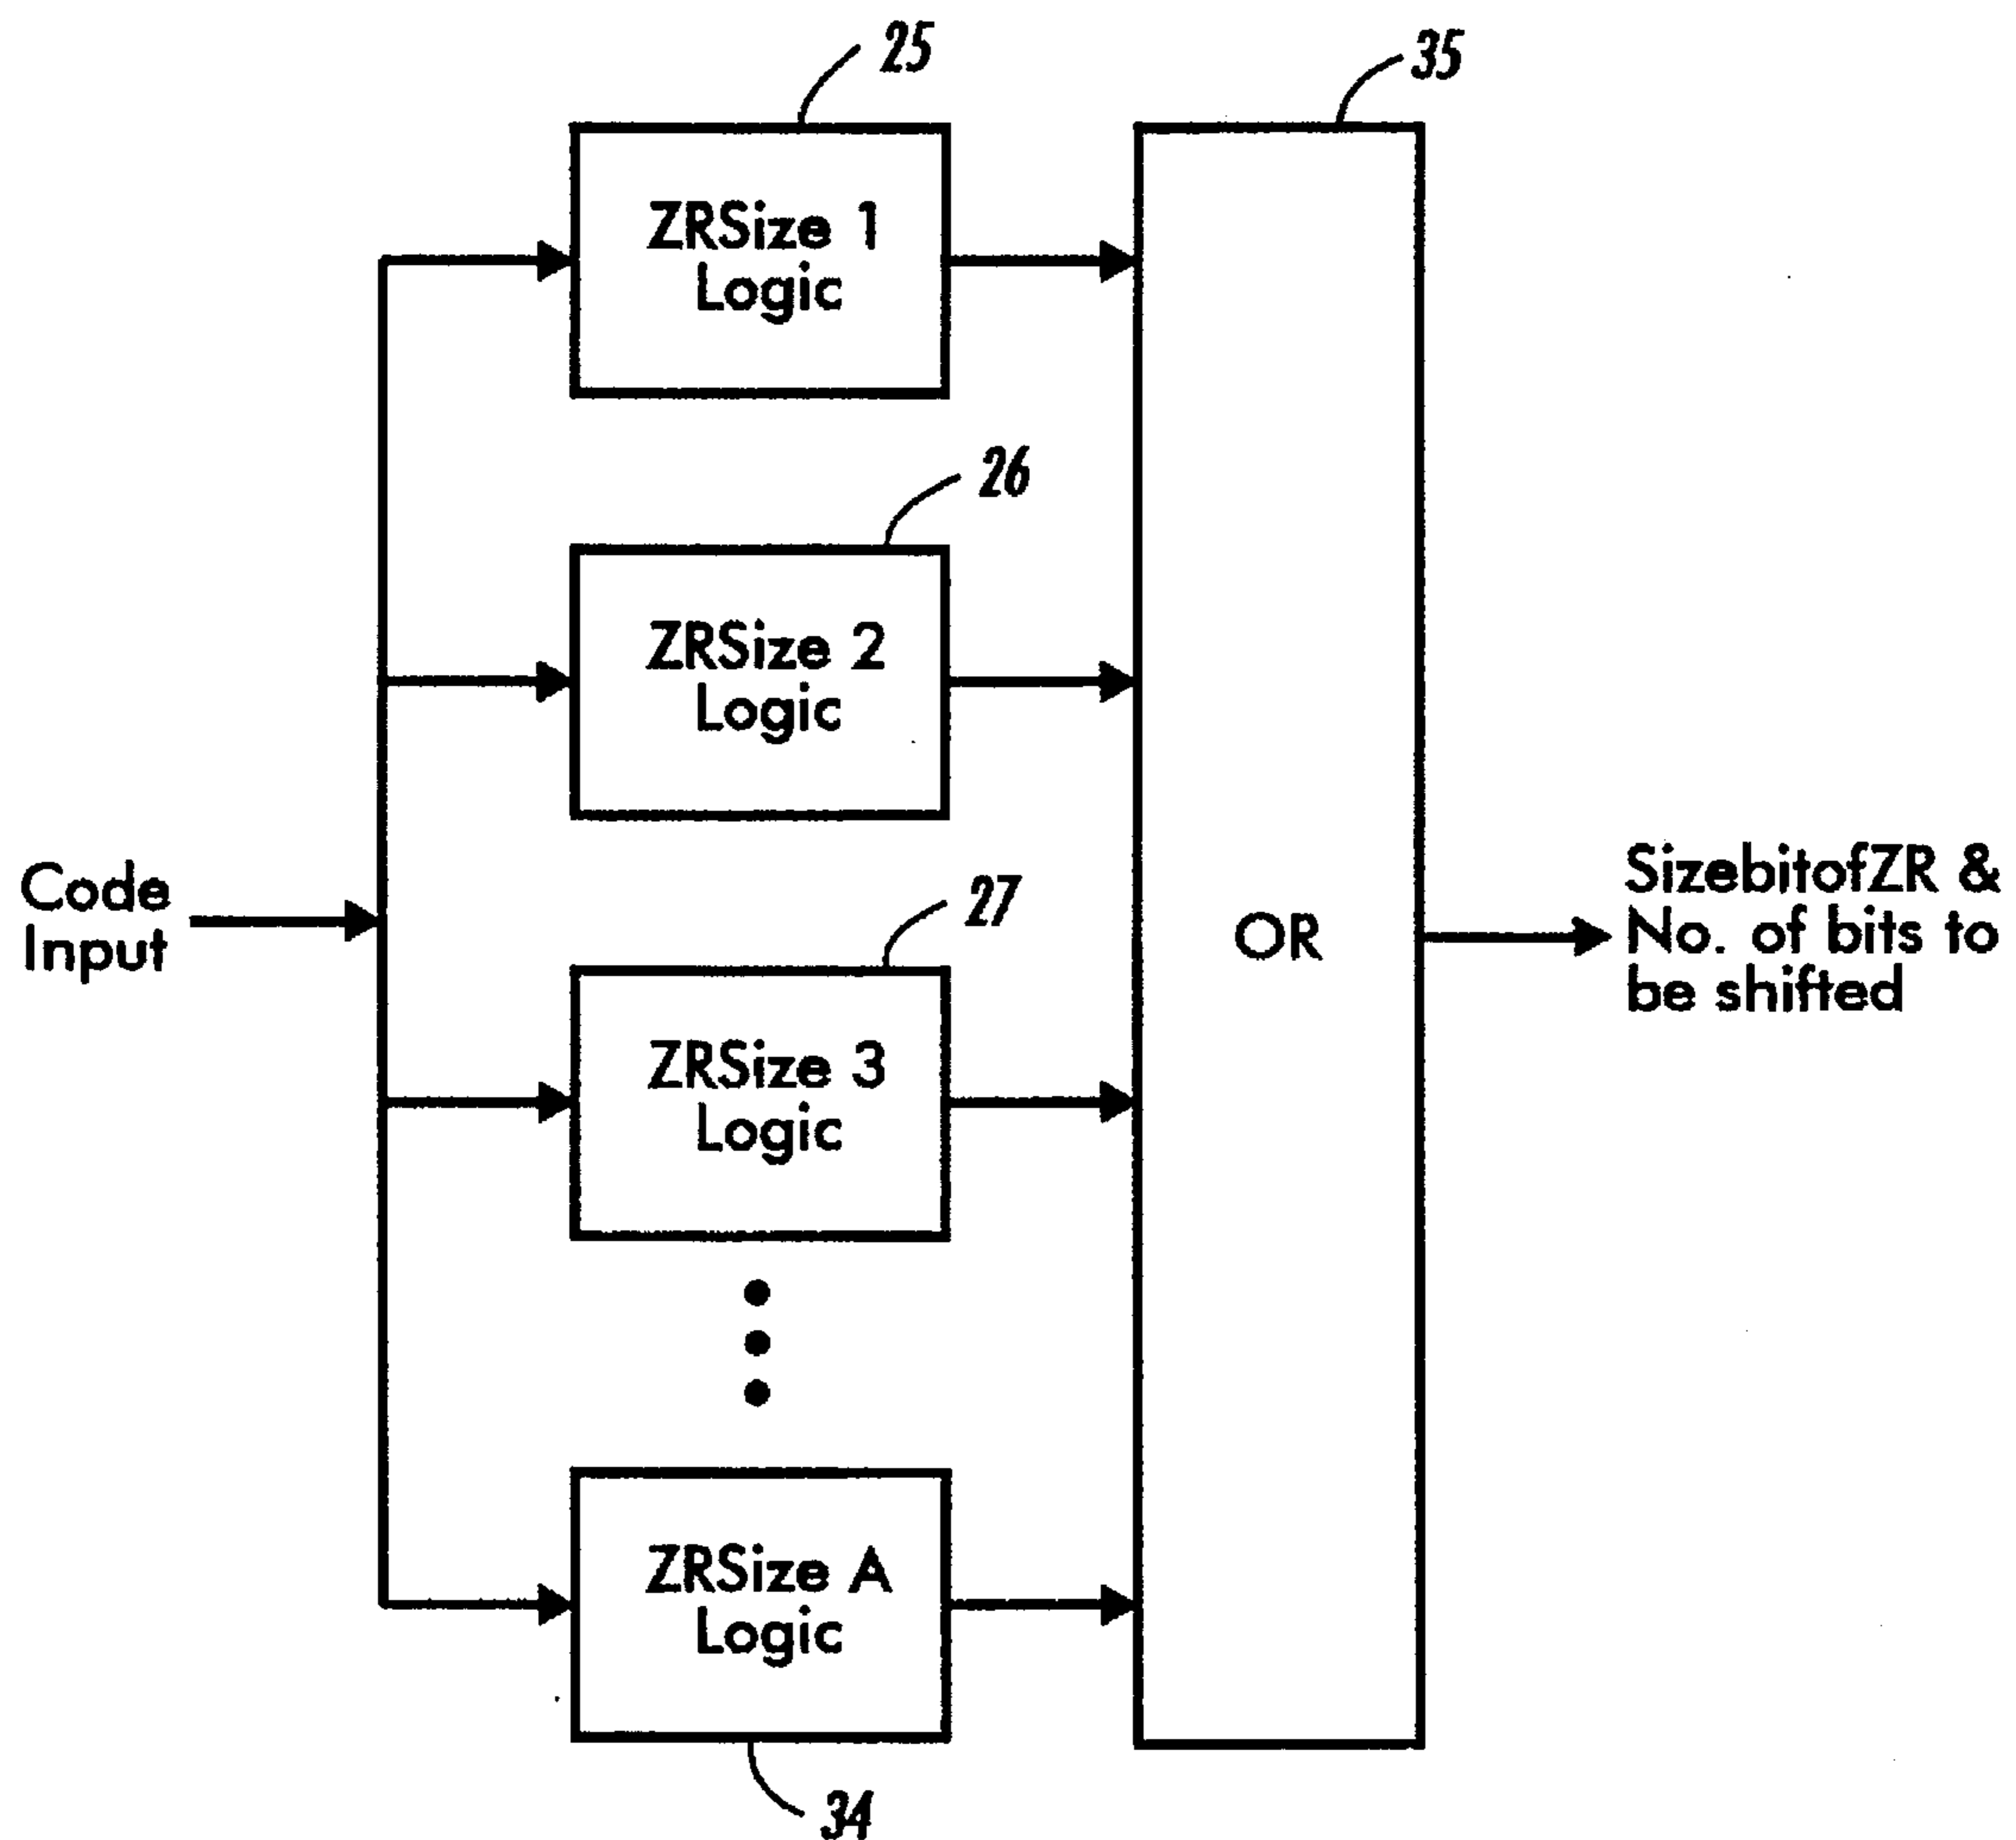 25
35
ZRSize 1
Logic
26
ZRSize 2
Logic
Code
Input
27
OR
SizebitofZR &
No. of bits to
be shifted
ZRSize 3
Logic
ZRSize A
Logic
34